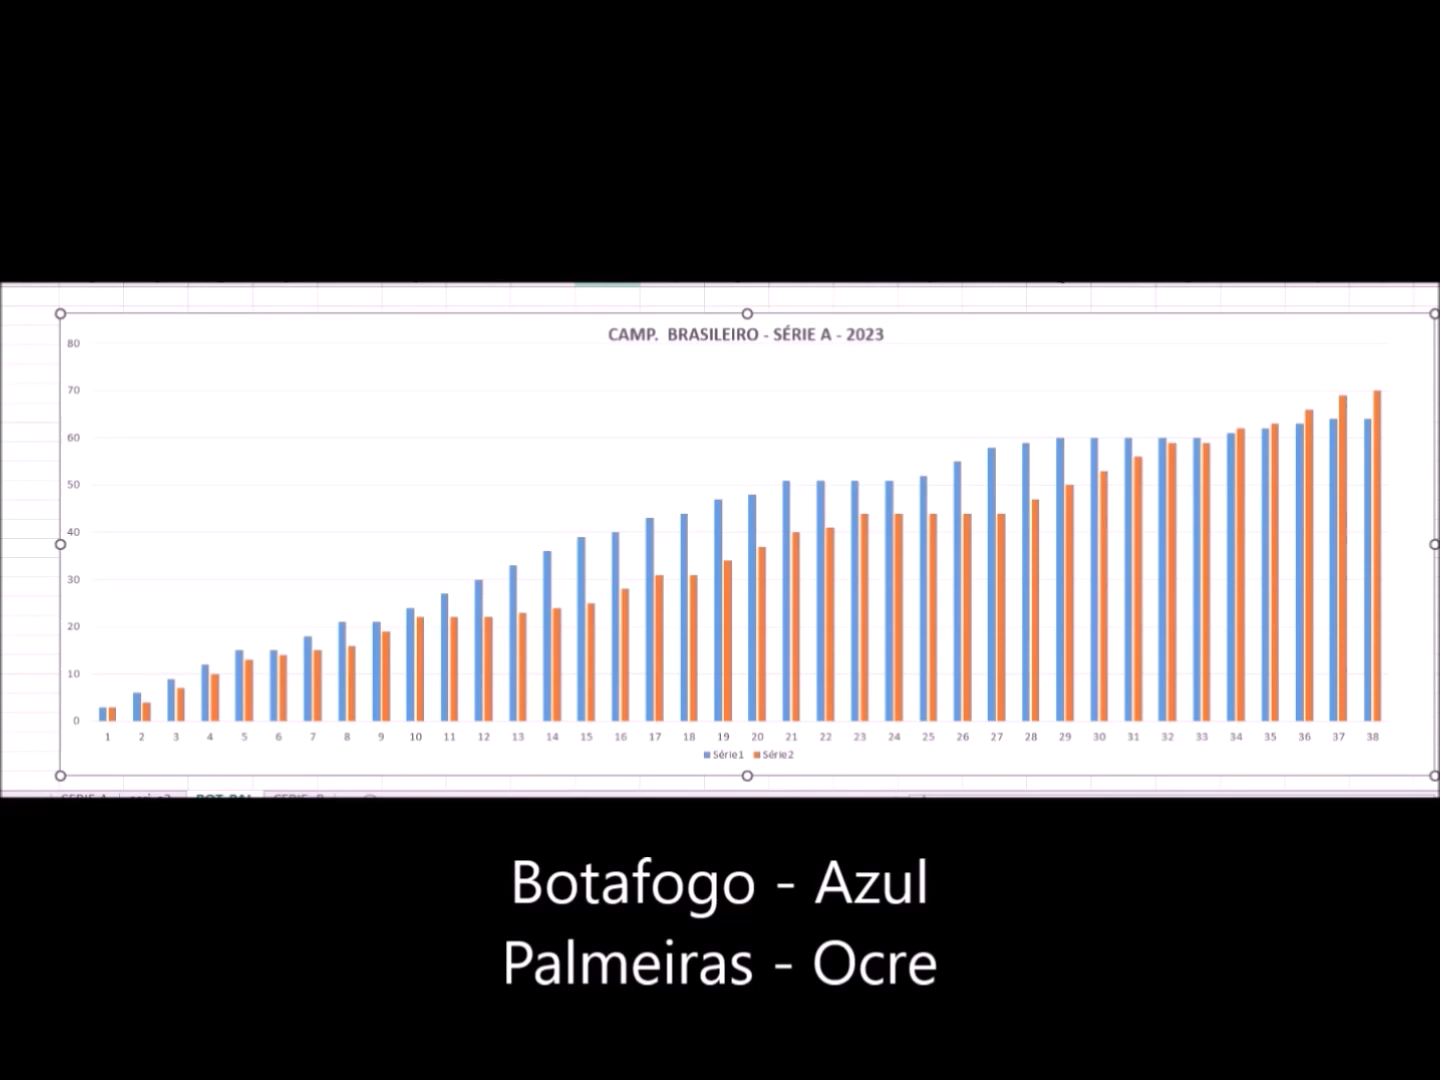 CAMP. BRASILEIRO - SÉRIE A - 2023
80
70
60
50
40
30
20
10
0
1 2 3 4 5 6 7 8 9 10 11 12 13 14 15 16 17 18 19 20 21 22 23 24 25 26 27 28 29 30 31 32 33 34 35 36 37 38
Série1 Série2
Botafogo - Azul
Palmeiras - Ocre